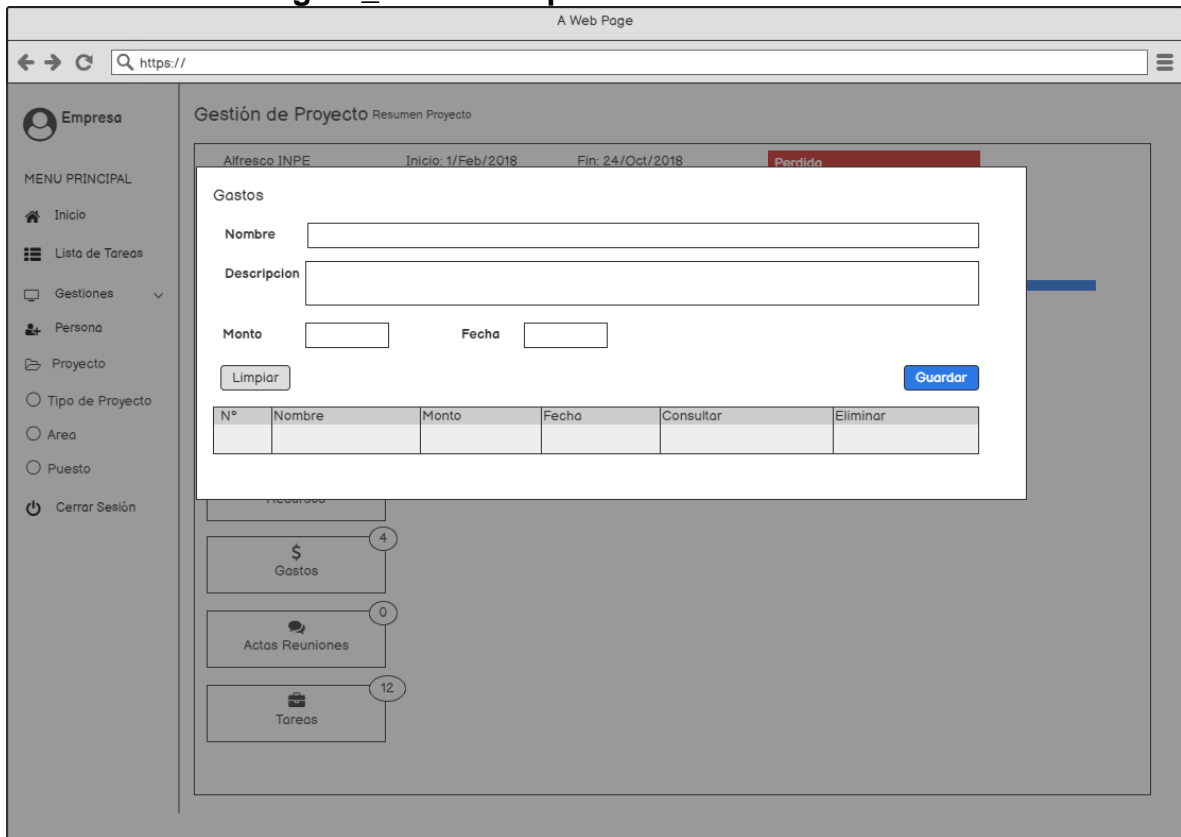 A Web Page
https://
Empresa
MENU PRINCIPAL
Inicio
Lista de Tareas
Gestiones
Persona
Proyecto
Tipo de Proyecto
Area
Puesto
Cerrar Sesión
Gestión de Proyecto Resumen Proyecto
Alfresco INPE Inicio: 1/Feb/2018 Fin: 24/Oct/2018 Perdida
Gastos
Nombre
Descripcion
Monto Fecha
Limpiar Guardar
N° Nombre Monto Fecha Consultar Eliminar
Recursos
4
$
Gastos
0
Actas Reuniones
12
Tareas